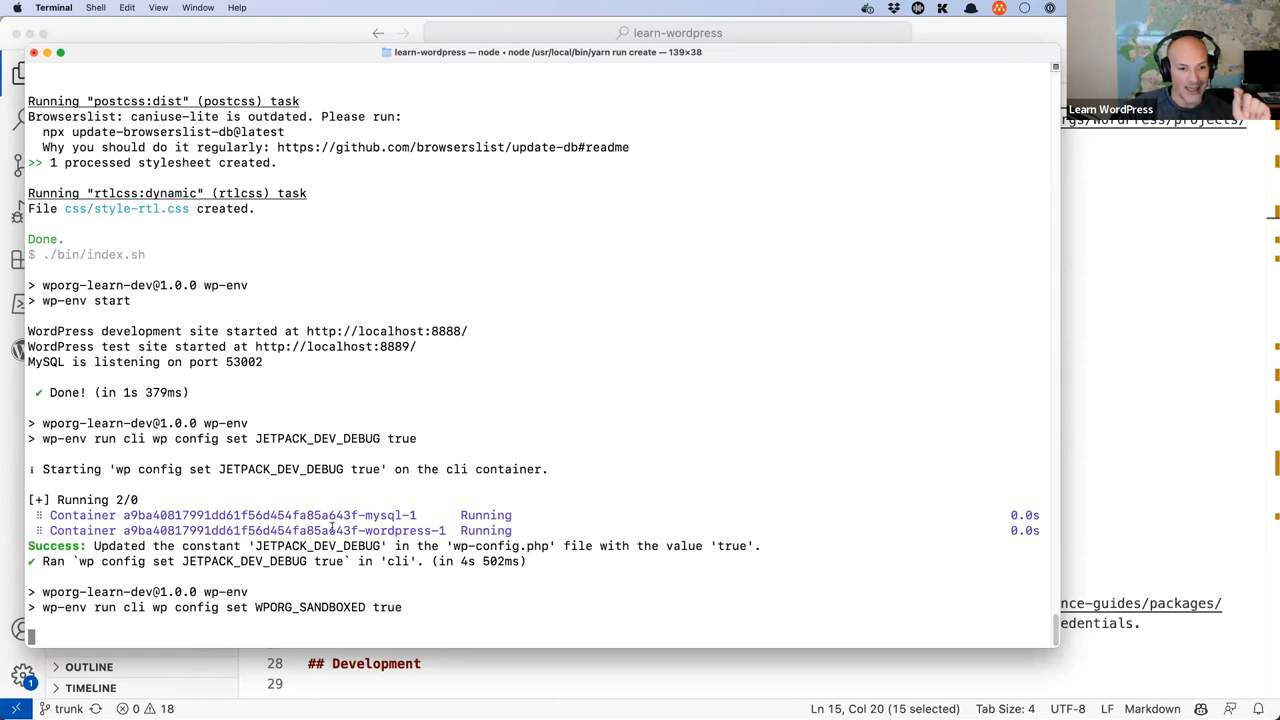 Terminal Shell Edit View Window Help
learn-wordpress
learn-wordpress — node • node /usr/local/bin/yarn run create — 139×38
Learn WordPress
Running "postcss:dist" (postcss) task
Browserslist: caniuse-lite is outdated. Please run:
npx update-browserslist-db@latest
Why you should do it regularly: https://github.com/browserslist/update-db#readme
>> 1 processed stylesheet created.
Running "rtlcss:dynamic" (rtlcss) task
File css/style-rtl.css created.
Done.
$ ./bin/index.sh
> wporg-learn-dev@1.0.0 wp-env
> wp-env start
WordPress development site started at http://localhost:8888/
WordPress test site started at http://localhost:8889/
MySQL is listening on port 53002
✔ Done! (in 1s 379ms)
> wporg-learn-dev@1.0.0 wp-env
> wp-env run cli wp config set JETPACK_DEV_DEBUG true
ℹ Starting 'wp config set JETPACK_DEV_DEBUG true' on the cli container.
[+] Running 2/0
⠿ Container a9ba40817991dd61f56d454fa85a643f-mysql-1 Running 0.0s
⠿ Container a9ba40817991dd61f56d454fa85a643f-wordpress-1 Running 0.0s
Success: Updated the constant 'JETPACK_DEV_DEBUG' in the 'wp-config.php' file with the value 'true'.
✔ Ran `wp config set JETPACK_DEV_DEBUG true` in 'cli'. (in 4s 502ms)
> wporg-learn-dev@1.0.0 wp-env
> wp-env run cli wp config set WPORG_SANDBOXED true
nce-guides/packages/
edentials.
OUTLINE
TIMELINE
28 ## Development
29
1
trunk 0 18 Ln 15, Col 20 (15 selected) Tab Size: 4 UTF-8 LF Markdown